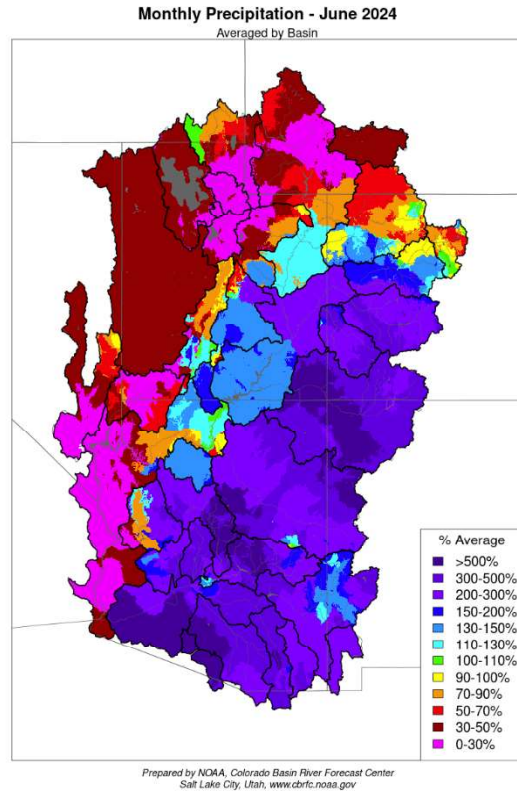 Monthly Precipitation - June 2024
Averaged by Basin
% Average
>500%
300-500%
200-300%
150-200%
130-150%
110-130%
100-110%
90-100%
70-90%
50-70%
30-50%
0-30%
Prepared by NOAA, Colorado Basin River Forecast Center
Salt Lake City, Utah, www.cbrfc.noaa.gov